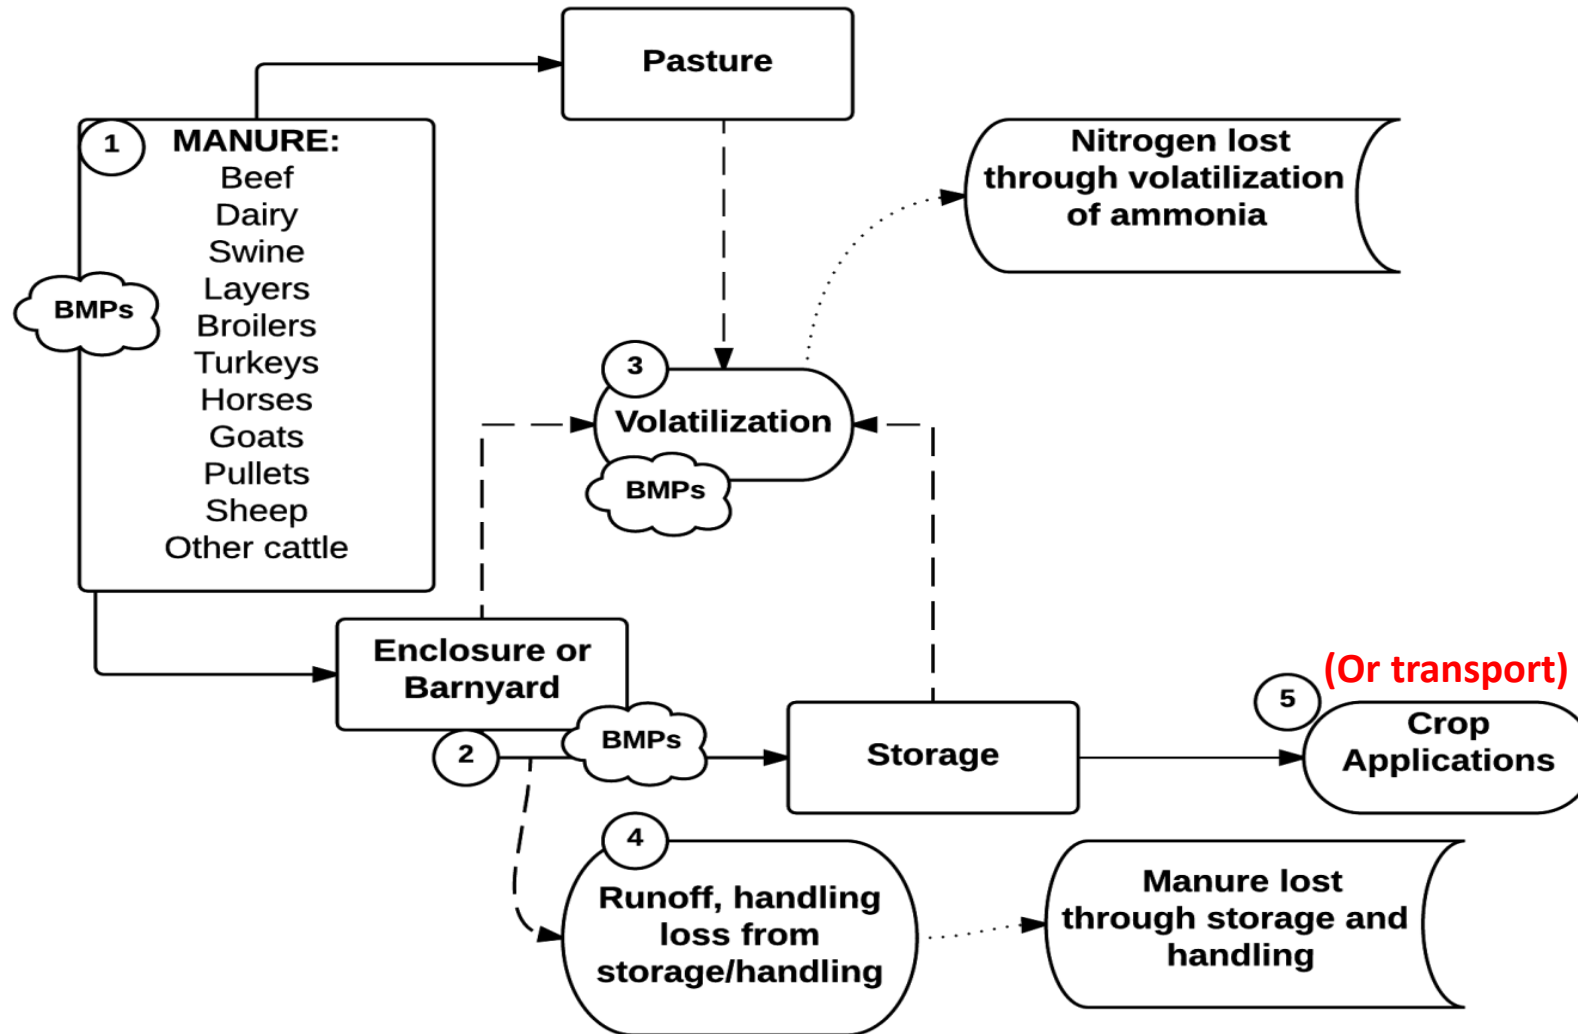 Pasture
1
MANURE:
Beef
Dairy
Swine
Layers
Broilers
Turkeys
Horses
Goats
Pullets
Sheep
Other cattle
BMPs
Nitrogen lost
through volatilization
of ammonia
3
Volatilization
BMPs
Enclosure or
Barnyard
2
BMPs
Storage
(Or transport)
5
Crop
Applications
4
Runoff, handling
loss from
storage/handling
Manure lost
through storage and
handling